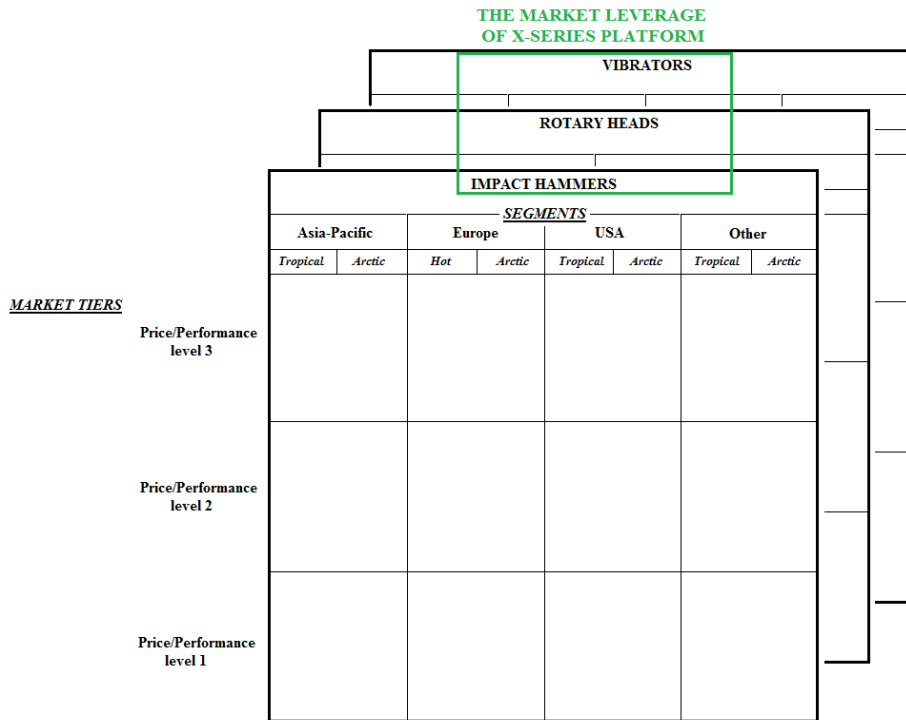 THE MARKET LEVERAGE
OF X-SERIES PLATFORM
VIBRATORS
ROTARY HEADS
IMPACT HAMMERS
SEGMENTS
Asia-Pacific Europe USA Other
Tropical Arctic Hot Arctic Tropical Arctic Tropical Arctic
MARKET TIERS
Price/Performance
level 3
Price/Performance
level 2
Price/Performance
level 1